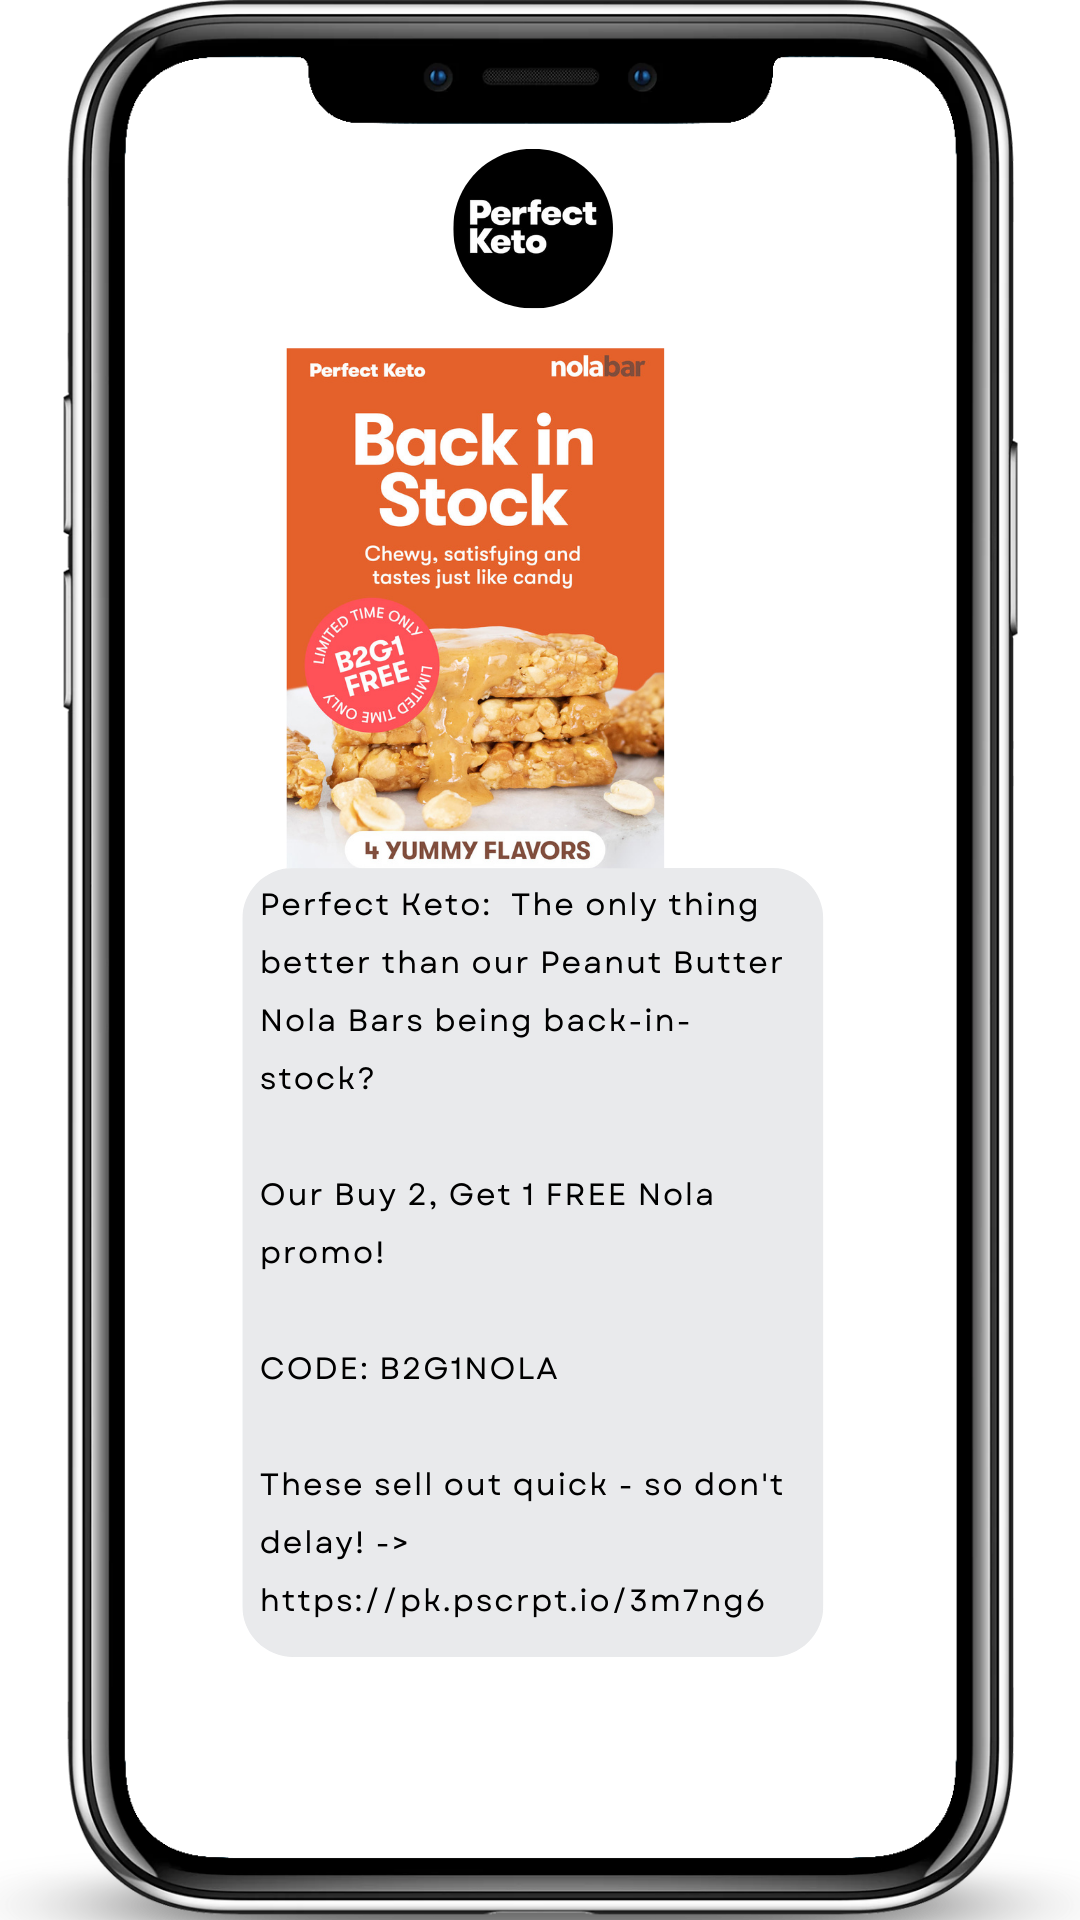 Perfect
Keto
Perfect Keto
nolabar
Back in
Stock
Chewy, satisfying and
tastes just like candy
LIMITED TIME ONLY
B2G1
FREE
LIMITED TIME ONLY
4 YUMMY FLAVORS
Perfect Keto:  The only thing
better than our Peanut Butter
Nola Bars being back-in-
stock?
Our Buy 2, Get 1 FREE Nola
promo!
CODE: B2G1NOLA
These sell out quick - so don't
delay! ->
https://pk.pscrpt.io/3m7ng6